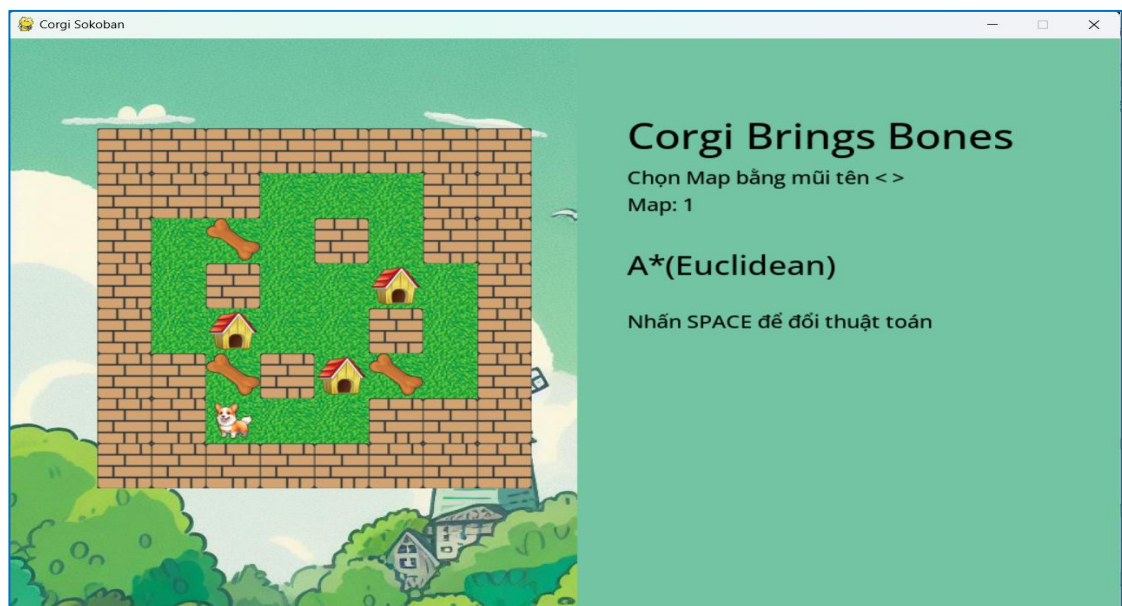 Corgi Sokoban
Corgi Brings Bones
Chọn Map bằng mũi tên < >
Map: 1
A*(Euclidean)
Nhấn SPACE để đổi thuật toán